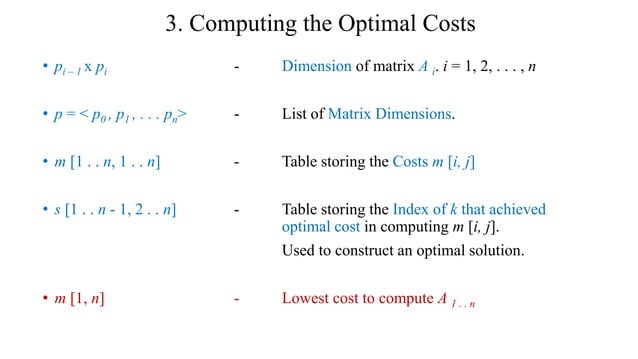 3. Computing the Optimal Costs
• p i – 1 x p i - Dimension of matrix A i. i = 1, 2, . . . , n
• p = < p0 , p1 , . . . pn> - List of Matrix Dimensions.
• m [1 . . n, 1 . . n] - Table storing the Costs m [i, j]
• s [1 . . n - 1, 2 . . n] - Table storing the Index of k that achieved
optimal cost in computing m [i, j].
Used to construct an optimal solution.
• m [1, n] - Lowest cost to compute A 1 . . n